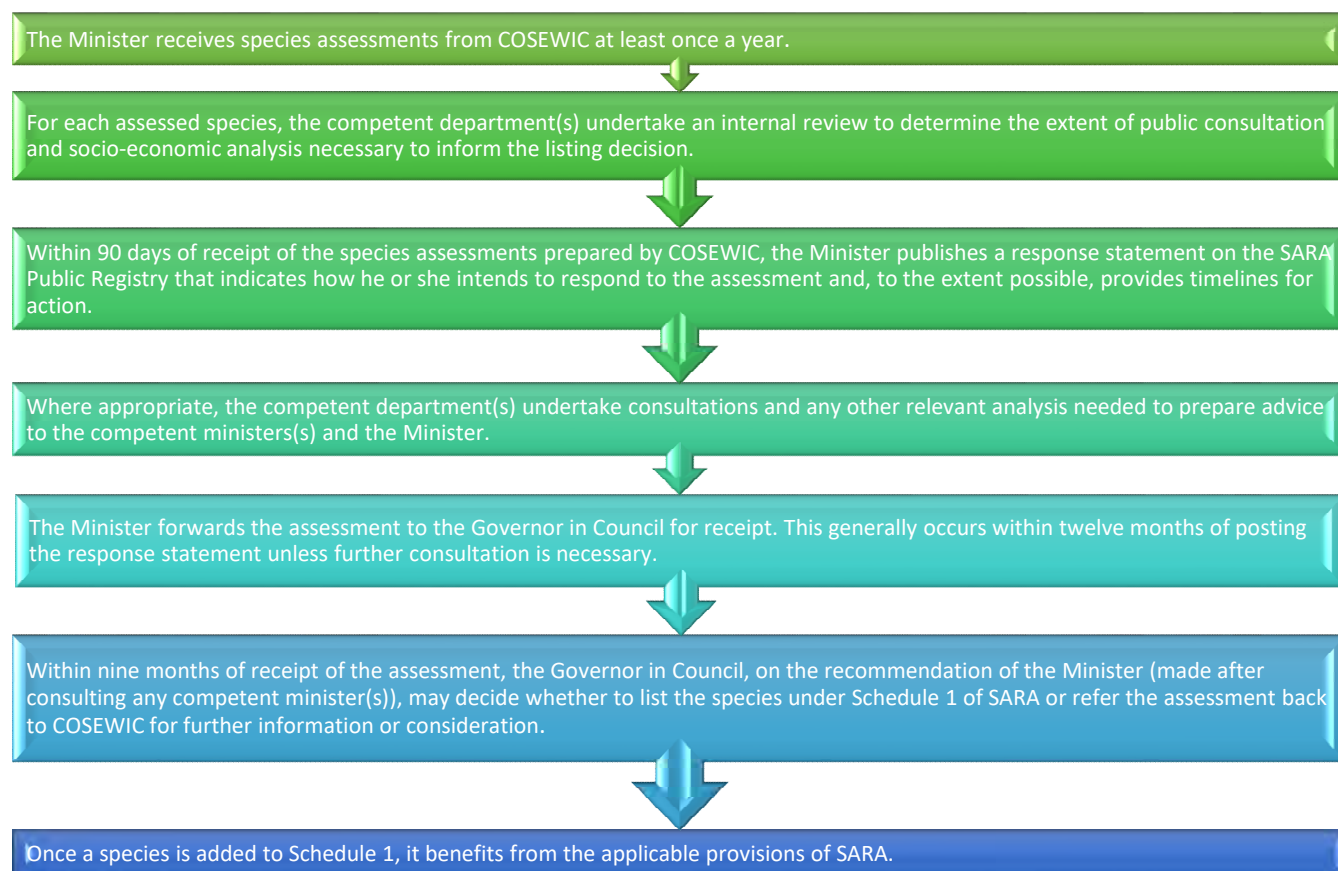 The Minister receives species assessments from COSEWIC at least once a year.
For each assessed species, the competent department(s) undertake an internal review to determine the extent of public consultation
and socio-economic analysis necessary to inform the listing decision.
Within 90 days of receipt of the species assessments prepared by COSEWIC, the Minister publishes a response statement on the SARA
Public Registry that indicates how he or she intends to respond to the assessment and, to the extent possible, provides timelines for
action.
Where appropriate, the competent department(s) undertake consultations and any other relevant analysis needed to prepare advice
to the competent ministers(s) and the Minister.
The Minister forwards the assessment to the Governor in Council for receipt. This generally occurs within twelve months of posting
the response statement unless further consultation is necessary.
Within nine months of receipt of the assessment, the Governor in Council, on the recommendation of the Minister (made after
consulting any competent minister(s)), may decide whether to list the species under Schedule 1 of SARA or refer the assessment back
to COSEWIC for further information or consideration.
Once a species is added to Schedule 1, it benefits from the applicable provisions of SARA.